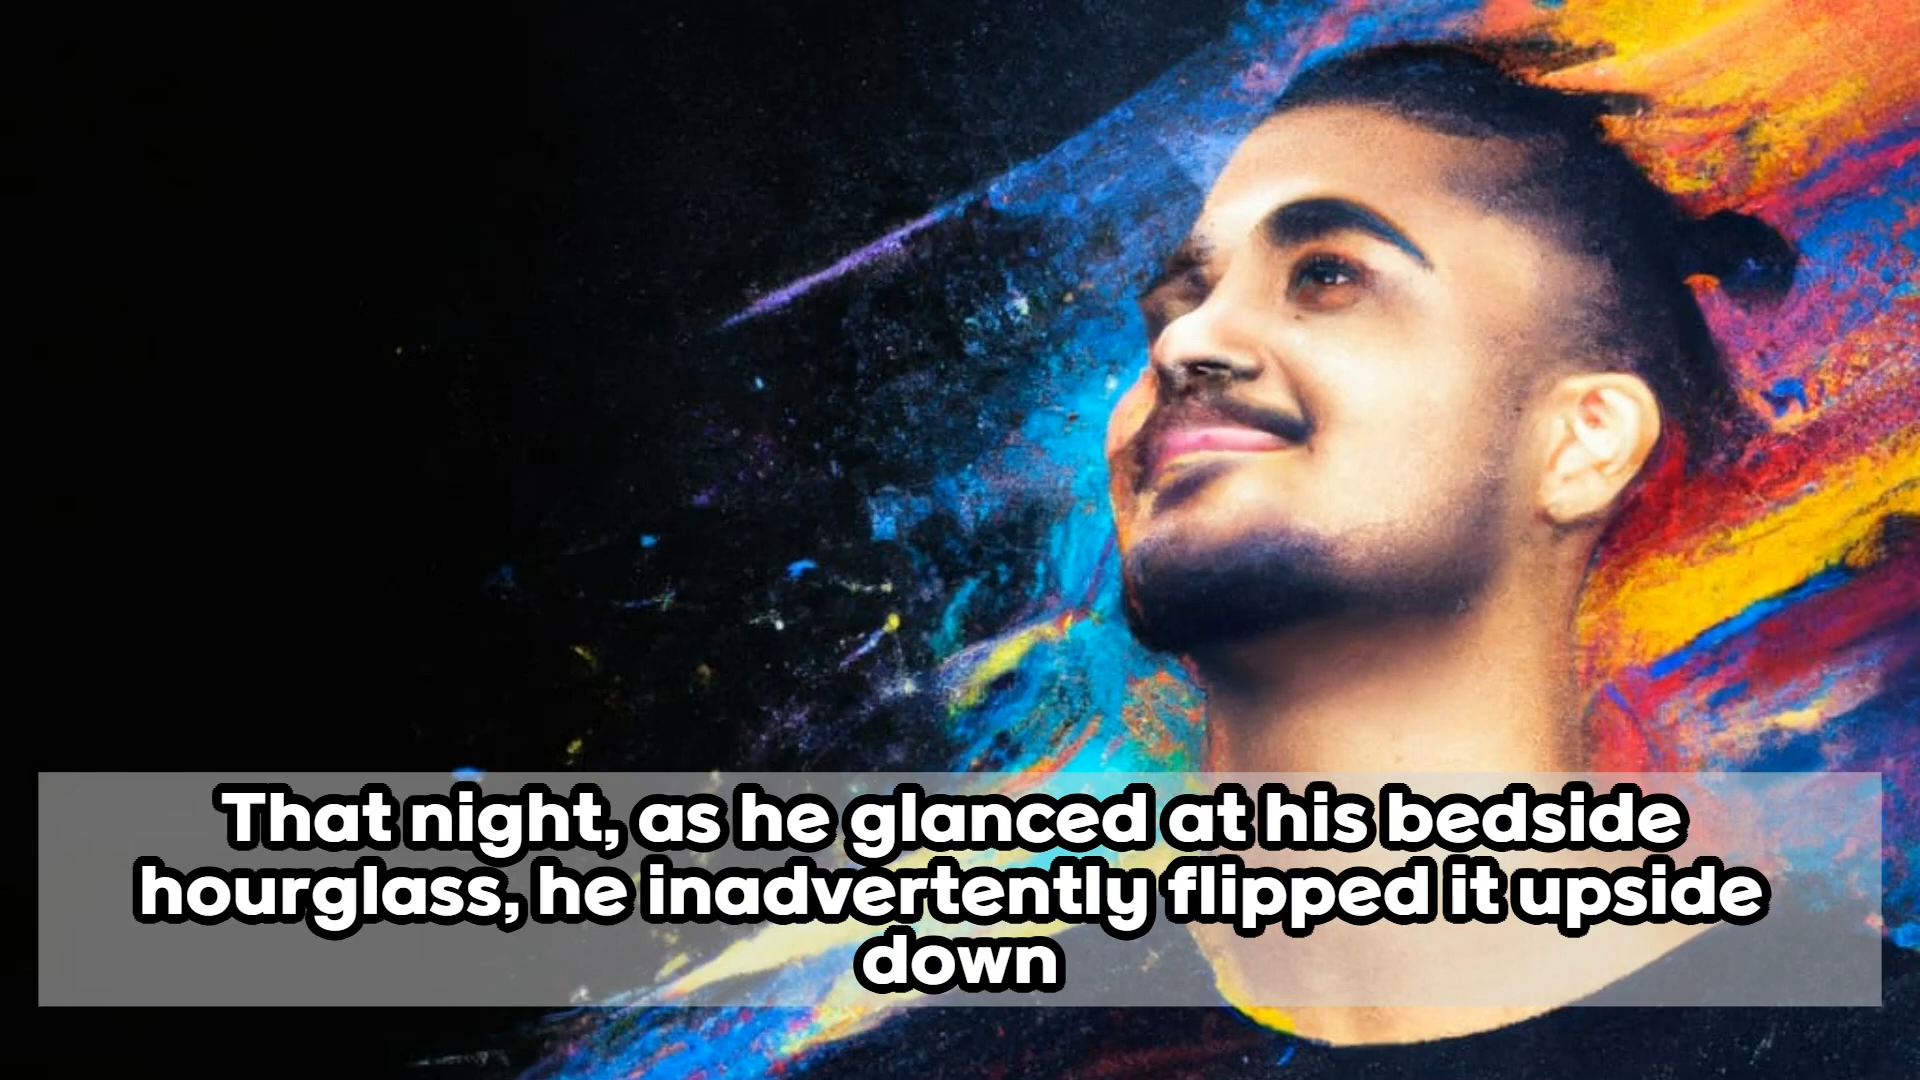 That night, as he glanced at his bedside
hourglass, he inadvertently flipped it upside
down